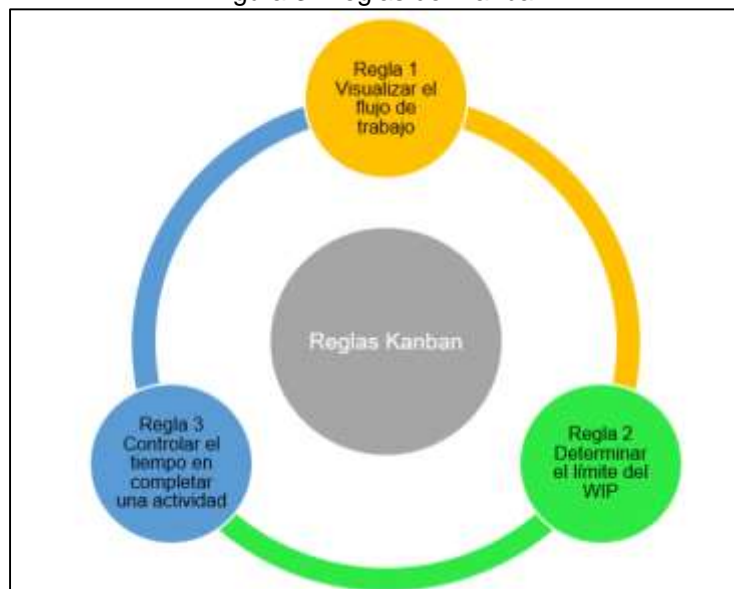 Regla 1
Visualizar el
flujo de
trabajo
Reglas Kanban
Regla 3
Controlar el
tiempo en
completar
una actividad
Regla 2
Determinar
el límite del
WIP